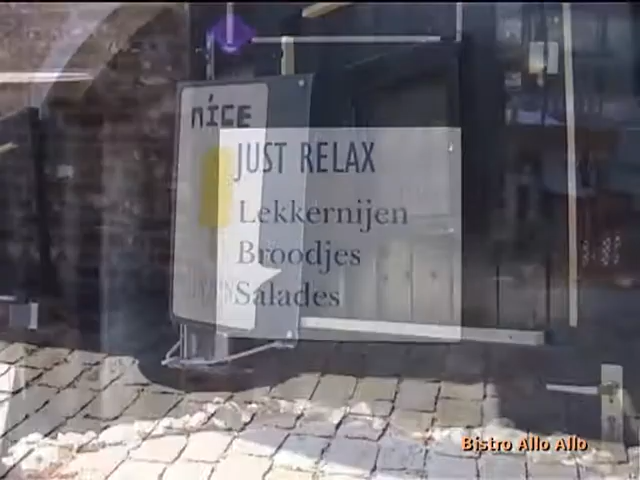 nice
JUST RELAX
Lekkernijen
Broodjes
Salades
Bistro Allo Allo